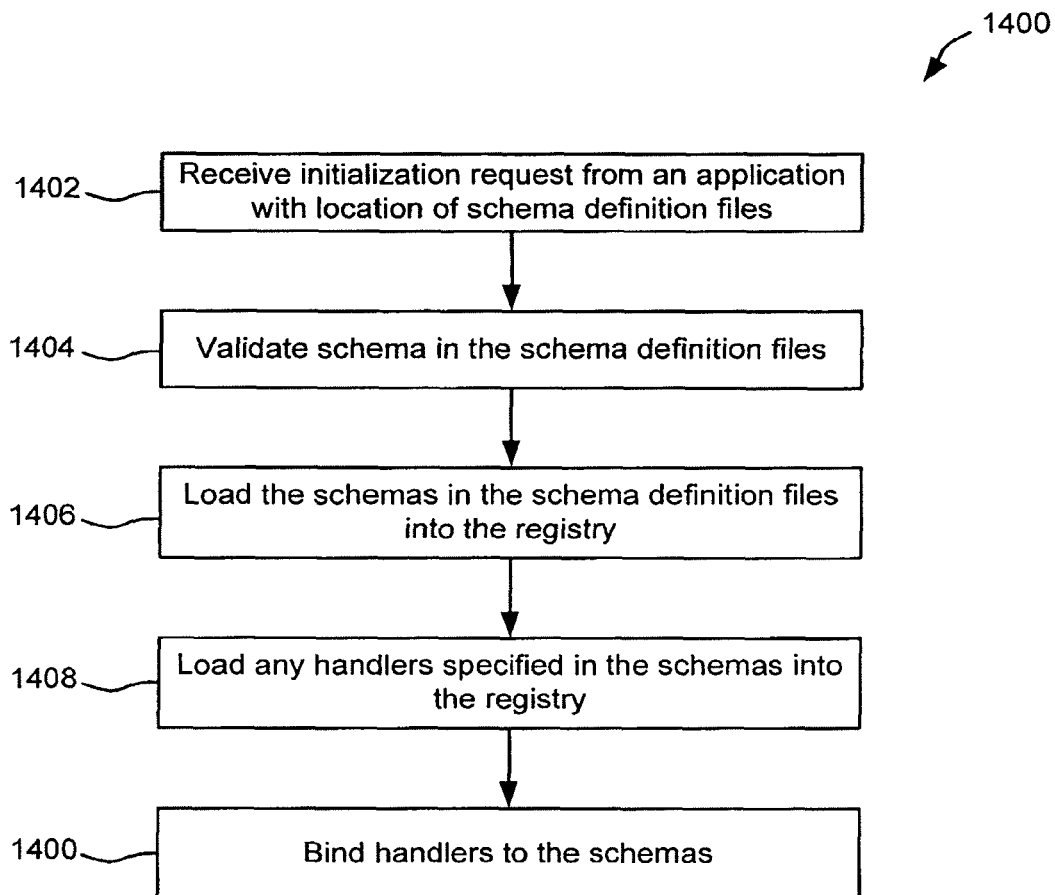 1400
1402
Receive initialization request from an application
with location of schema definition files
1404
Validate schema in the schema definition files
1406
Load the schemas in the schema definition files
into the registry
1408
Load any handlers specified in the schemas into
the registry
1400
Bind handlers to the schemas